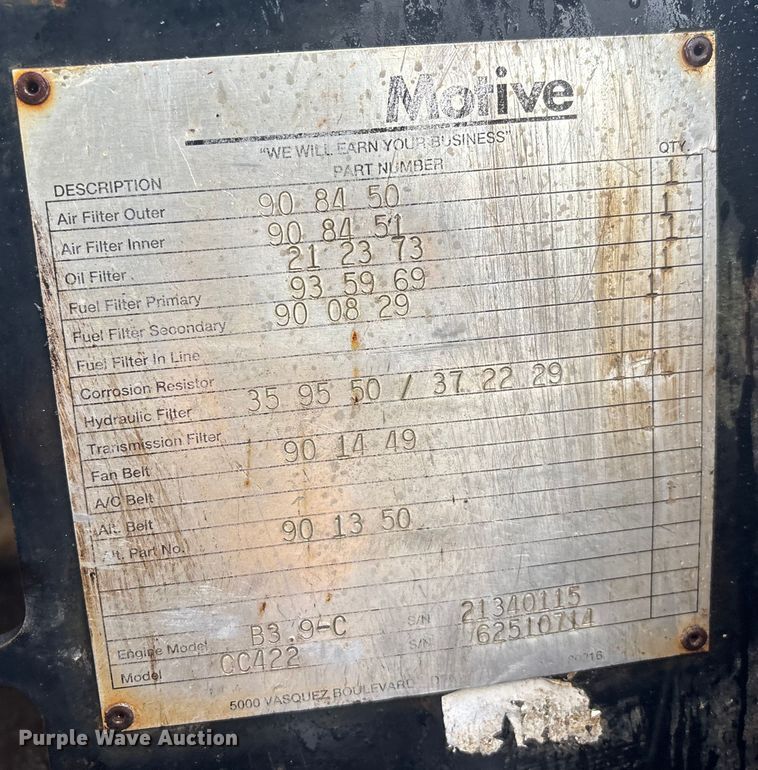 Motive
"WE WILL EARN YOUR BUSINESS"
DESCRIPTION PART NUMBER QTY.
Air Filter Outer 90 84 50 1
Air Filter Inner 90 84 51 1
Oil Filter 21 23 73 1
Fuel Filter Primary 93 59 69 1
Fuel Filter Secondary 90 08 29 1
Fuel Filter In Line
Corrosion Resistor
Hydraulic Filter 35 95 50 / 37 22 29 1/1
Transmission Filter
Fan Belt 90 14 49
A/C Belt
Alt. Belt
Alt. Part No. 90 13 50
Engine Model B3.9-C S/N 21340115
Model CC422 S/N 62510714
5000 VASQUEZ BOULEVARD
Purple Wave Auction